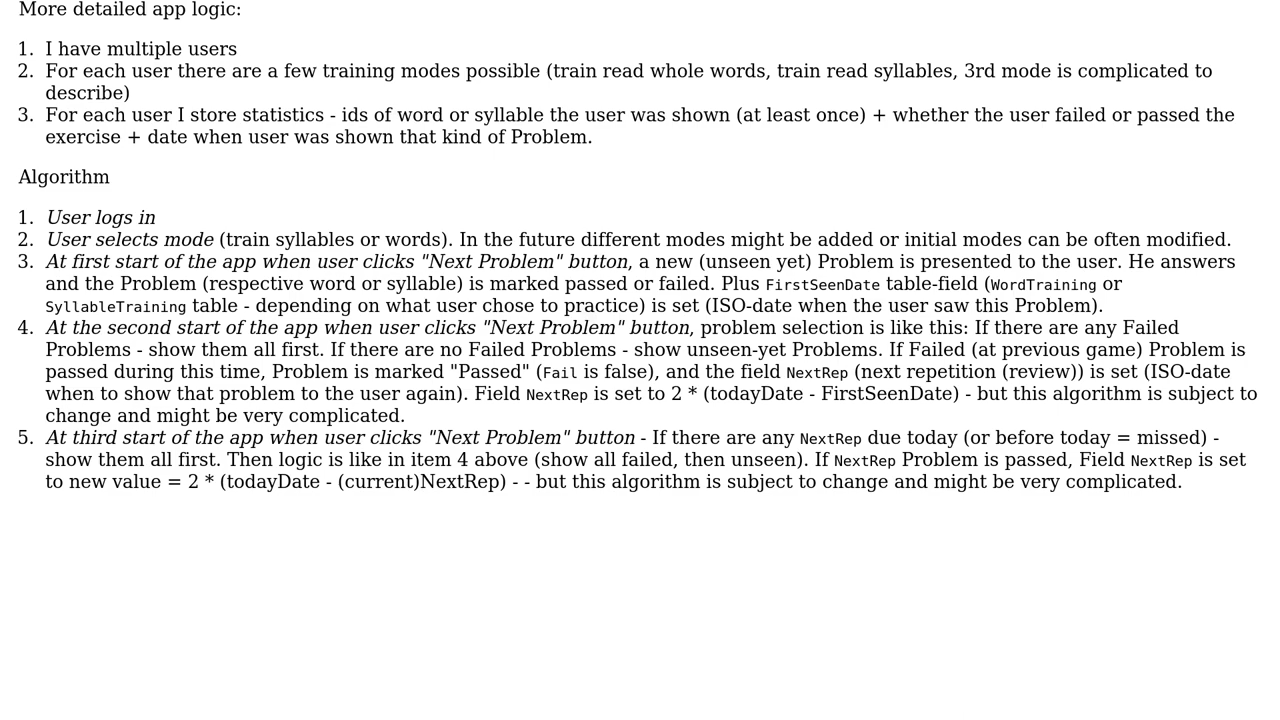 More detailed app logic:
1. I have multiple users
2. For each user there are a few training modes possible (train read whole words, train read syllables, 3rd mode is complicated to
describe)
3. For each user I store statistics - ids of word or syllable the user was shown (at least once) + whether the user failed or passed the
exercise + date when user was shown that kind of Problem.
Algorithm
1. User logs in
2. User selects mode (train syllables or words). In the future different modes might be added or initial modes can be often modified.
3. At first start of the app when user clicks "Next Problem" button, a new (unseen yet) Problem is presented to the user. He answers
and the Problem (respective word or syllable) is marked passed or failed. Plus FirstSeenDate table-field (WordTraining or
SyllableTraining table - depending on what user chose to practice) is set (ISO-date when the user saw this Problem).
4. At the second start of the app when user clicks "Next Problem" button, problem selection is like this: If there are any Failed
Problems - show them all first. If there are no Failed Problems - show unseen-yet Problems. If Failed (at previous game) Problem is
passed during this time, Problem is marked "Passed" (Fail is false), and the field NextRep (next repetition (review)) is set (ISO-date
when to show that problem to the user again). Field NextRep is set to 2 * (todayDate - FirstSeenDate) - but this algorithm is subject to
change and might be very complicated.
5. At third start of the app when user clicks "Next Problem" button - If there are any NextRep due today (or before today = missed) -
show them all first. Then logic is like in item 4 above (show all failed, then unseen). If NextRep Problem is passed, Field NextRep is set
to new value = 2 * (todayDate - (current)NextRep) - - but this algorithm is subject to change and might be very complicated.